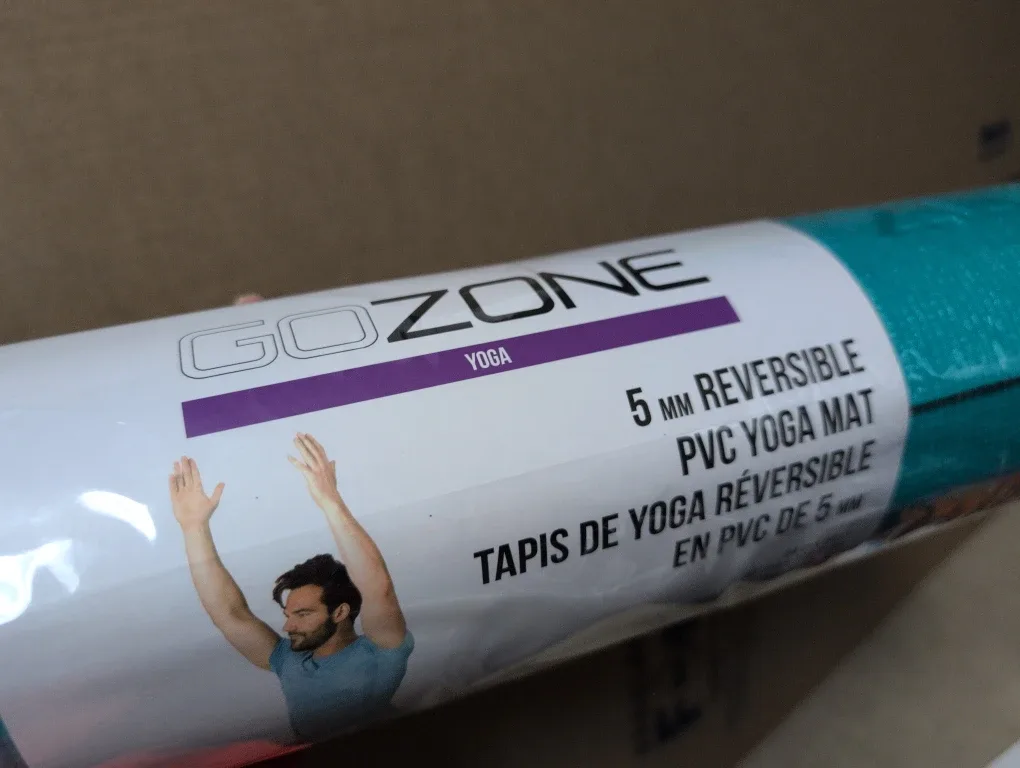 GOZONE
YOGA
5 MM REVERSIBLE
PVC YOGA MAT
TAPIS DE YOGA RÉVERSIBLE
EN PVC DE 5 MM